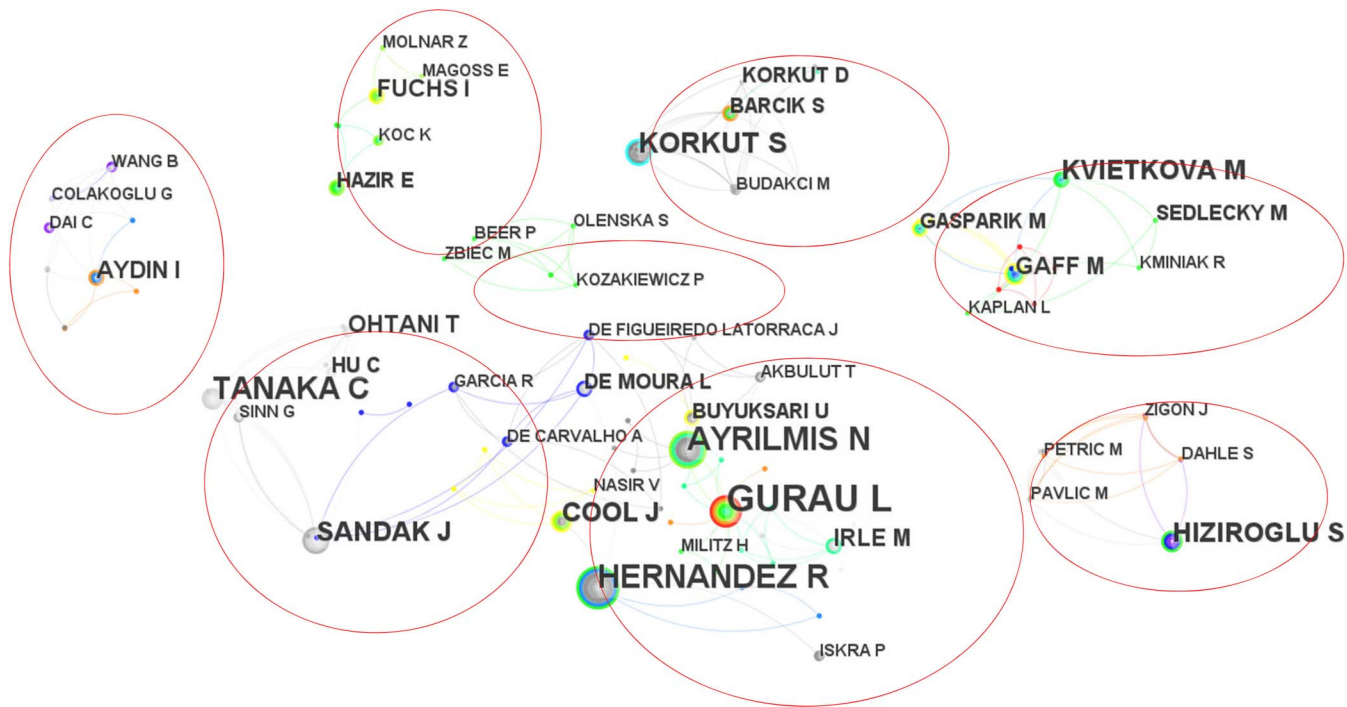 MOLNAR Z
MAGOSS E
FUCHS I
KOC K
HAZIR E
KORKUT D
BARCIK S
KORKUT S
BUDAKCI M
WANG B
COLAKOGLU G
DAI C
AYDIN I
KVIETKOVA M
GASPARIK M
SEDLECKY M
GAFF M
KMINIAK R
KAPLAN L
OLENSKA S
BEER P
ZBIEC M
KOZAKIEWICZ P
OHTANI T
HU C
TANAKA C
SINN G
GARCIA R
DE FIGUEIREDO LATORRACA J
DE MOURA L
DE CARVALHO A
SANDAK J
AKBULUT T
BUYUKSARI U
AYRILMIS N
NASIR V
GURAU L
COOL J
IRLE M
MILITZ H
HERNANDEZ R
ISKRA P
ZIGON J
PETRIC M
DAHLE S
PAVLIC M
HIZIROGLU S